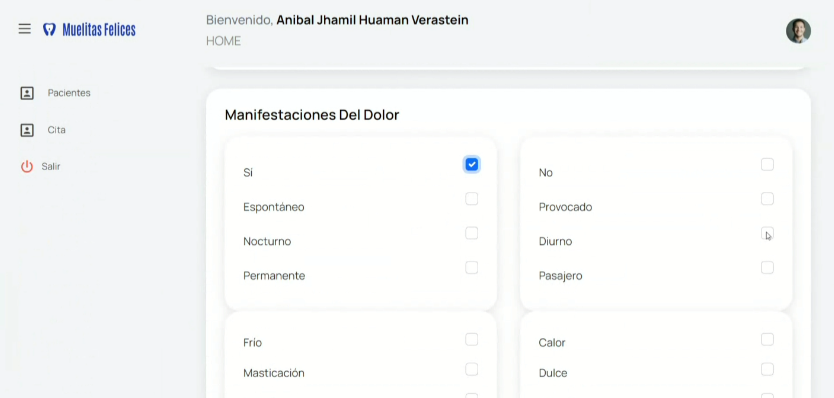 Muelitas Felices
Bienvenido, Anibal Jhamil Huaman Verastein
HOME
Pacientes
Cita
Salir
Manifestaciones Del Dolor
Sí
No
Espontáneo
Provocado
Nocturno
Diurno
Permanente
Pasajero
Frío
Calor
Masticación
Dulce